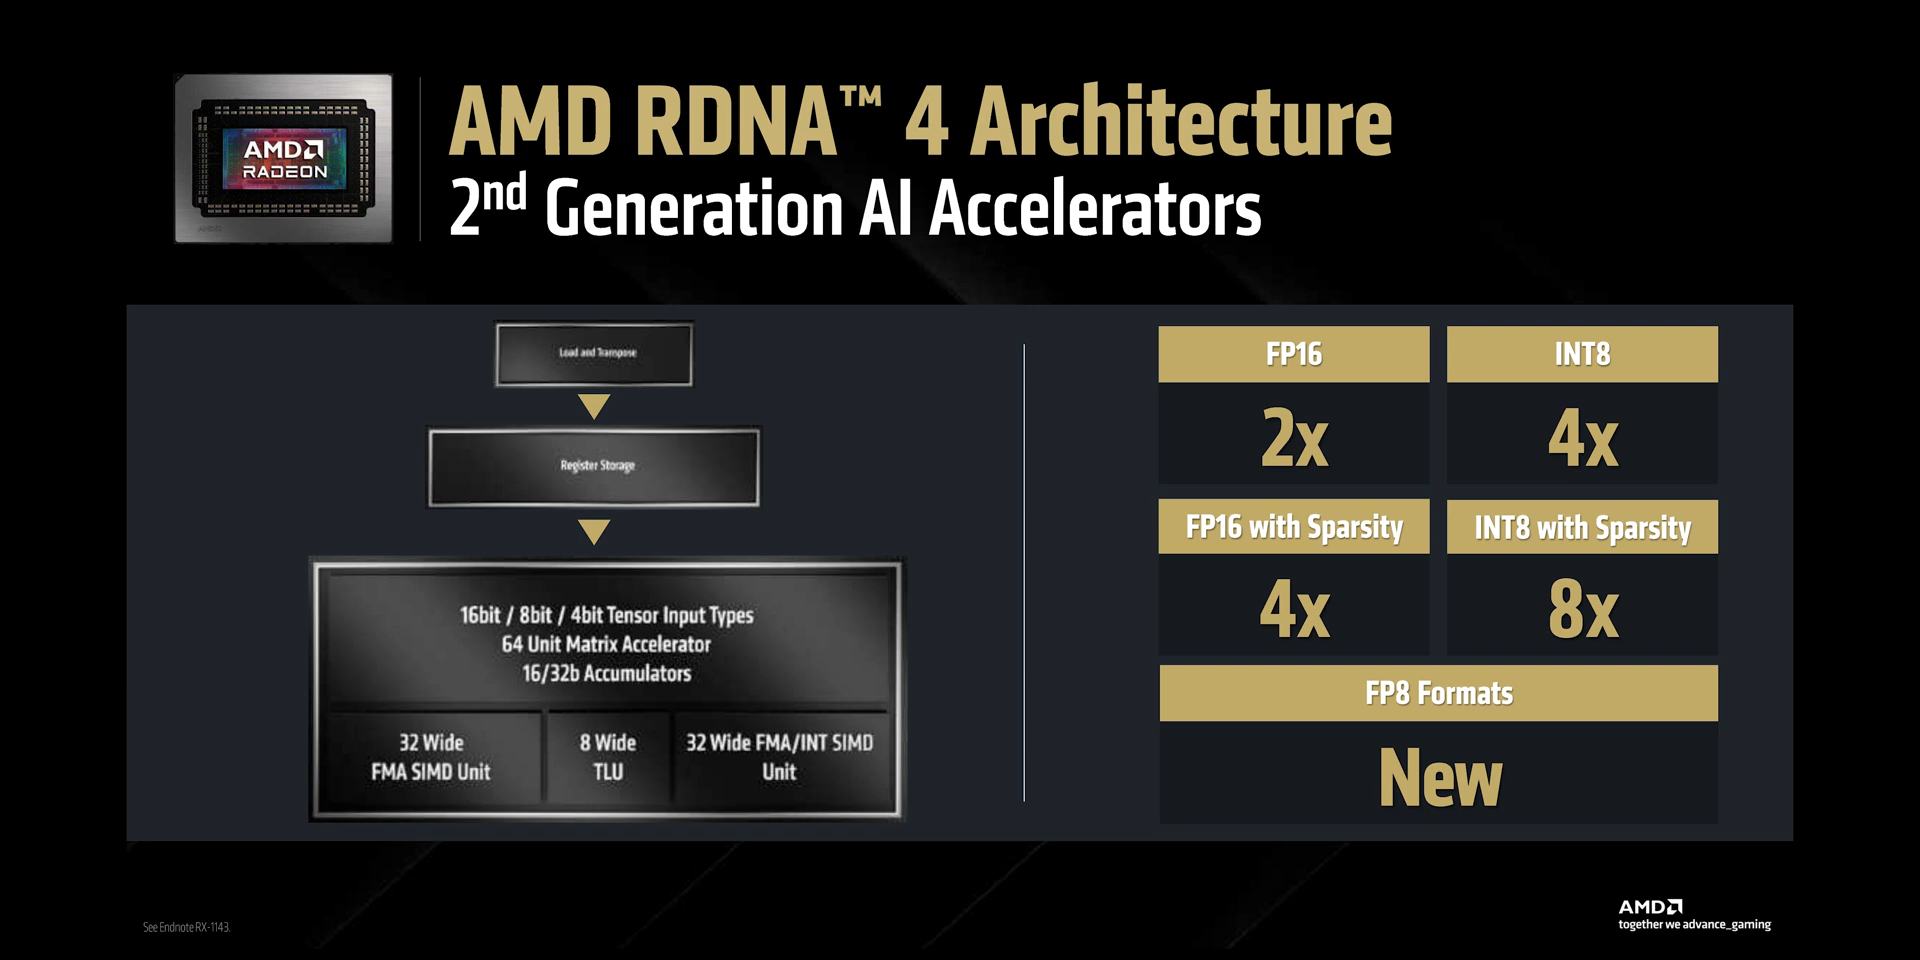 AMD
RADEON
AMD RDNA™ 4 Architecture
2nd Generation AI Accelerators
Load and Transpose
Register Storage
16bit / 8bit / 4bit Tensor Input Types
64 Unit Matrix Accelerator
16/32b Accumulators
32 Wide
FMA SIMD Unit
8 Wide
TLU
32 Wide FMA/INT SIMD
Unit
FP16
2x
INT8
4x
FP16 with Sparsity
4x
INT8 with Sparsity
8x
FP8 Formats
New
See Endnote RX-1143.
AMD
together we advance_gaming